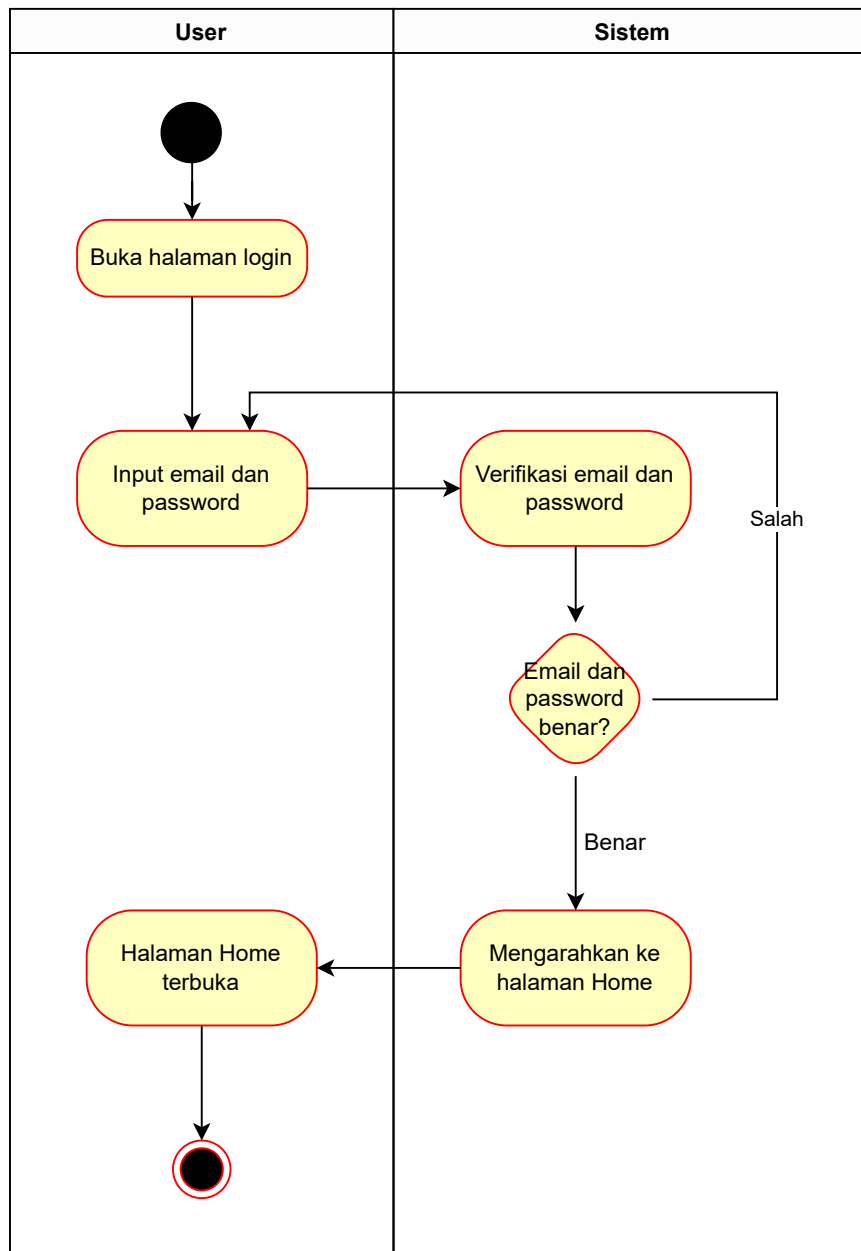 User
Sistem
Buka halaman login
Input email dan
password
Verifikasi email dan
password
Salah
Email dan
password
benar?
Benar
Halaman Home
terbuka
Mengarahkan ke
halaman Home